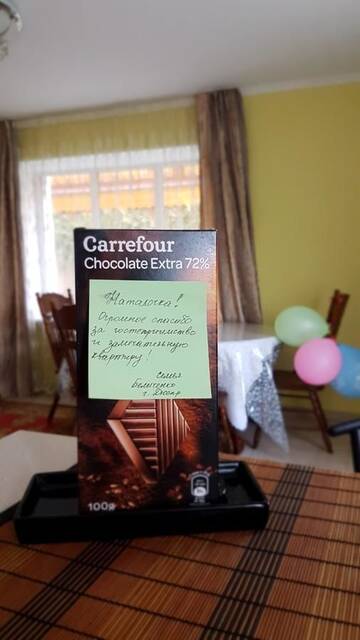 Carrefour
Chocolate Extra 72%
Наталочка!
Огромное спасибо
за гостеприимство
и замечательную
квартиру!
Семья
г. Днепр
100g